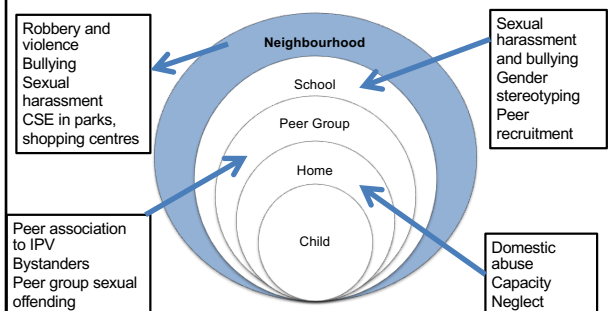 Robbery and
violence
Bullying
Sexual
harassment
CSE in parks,
shopping centres
Neighbourhood
School
Peer Group
Home
Child
Sexual
harassment
and bullying
Gender
stereotyping
Peer
recruitment
Peer association
to IPV
Bystanders
Peer group sexual
offending
Domestic
abuse
Capacity
Neglect